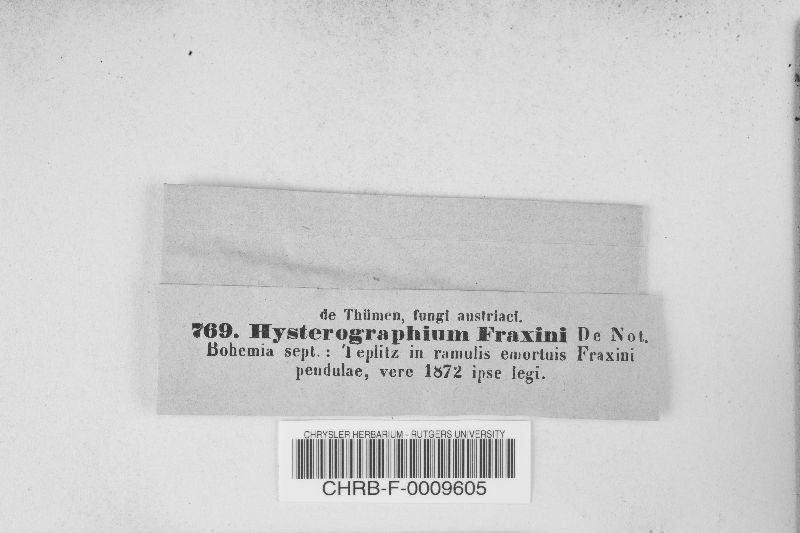 de Thümen, fungi austriaci.
769. Hysterographium Fraxini De Not.
Bohemia sept.: Teplitz in ramulis emortuis Fraxini
pendulae, vere 1872 ipse legi.
CHRYSLER HERBARIUM - RUTGERS UNIVERSITY
CHRB-F-0009605